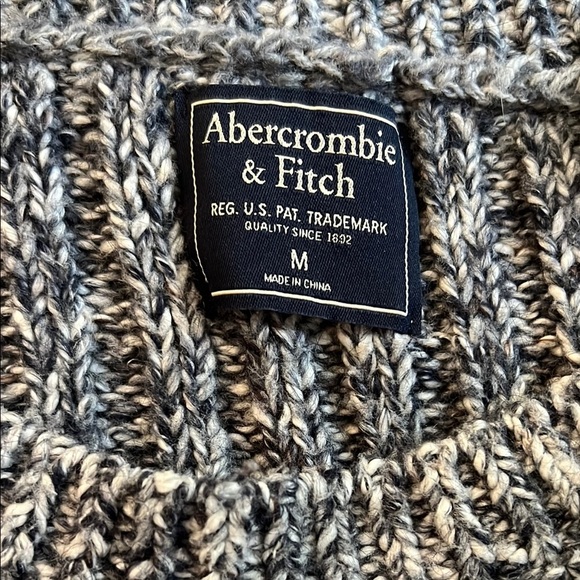 Abercrombie
& Fitch
REG. U.S. PAT. TRADEMARK
QUALITY SINCE 1892
M
MADE IN CHINA